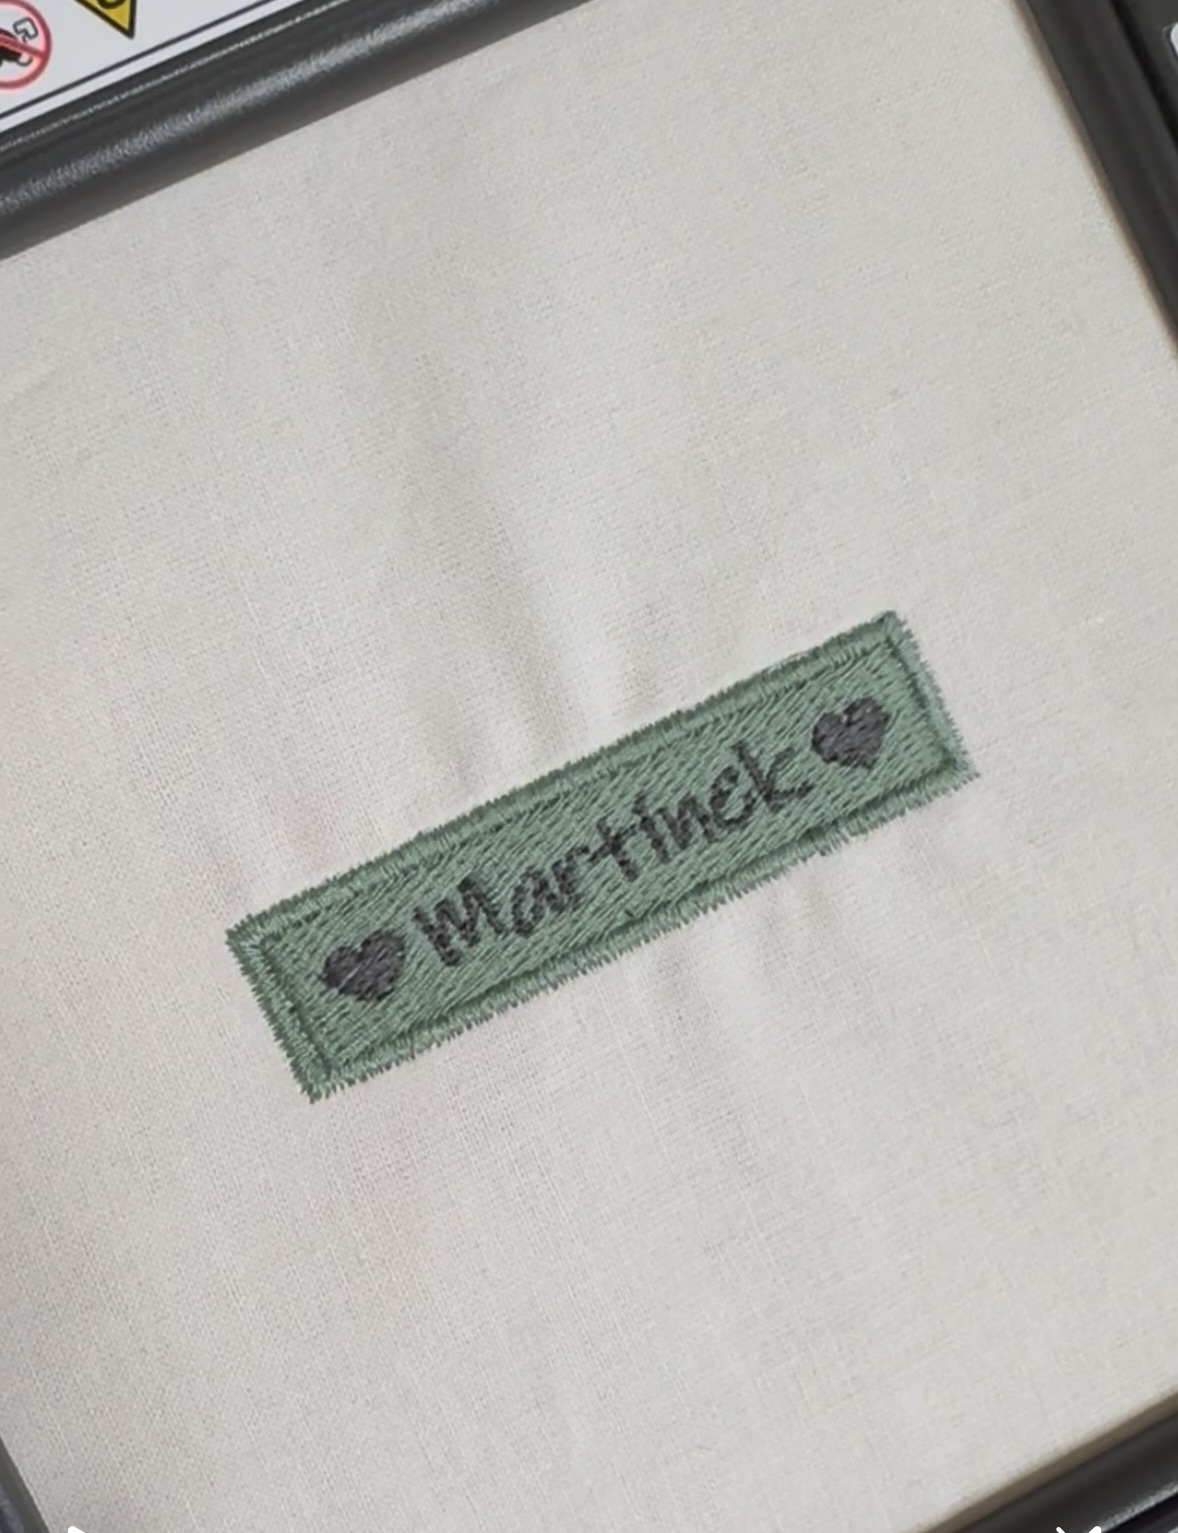 ♥ Martinek ♥